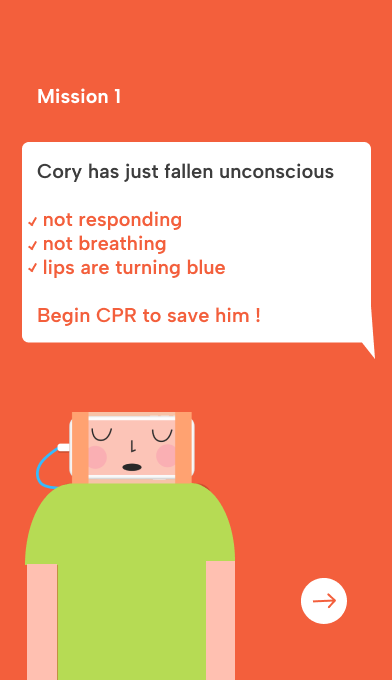 Mission 1
Cory has just fallen unconscious
✓ not responding
✓ not breathing
✓ lips are turning blue
Begin CPR to save him !